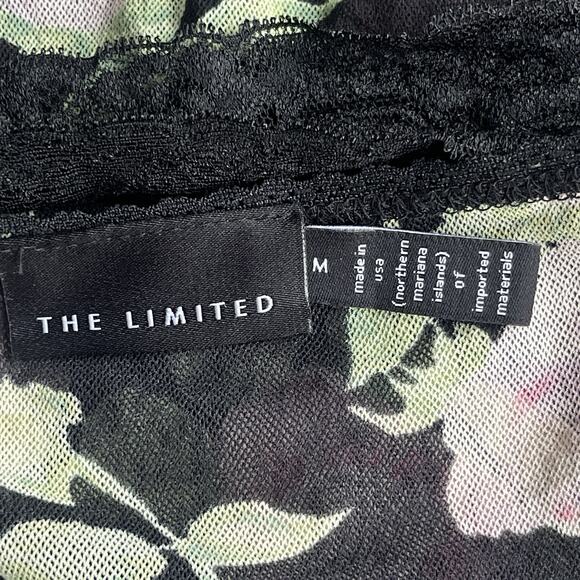 THE LIMITED
M
made in
usa
(northern
mariana
islands)
of
imported
materials